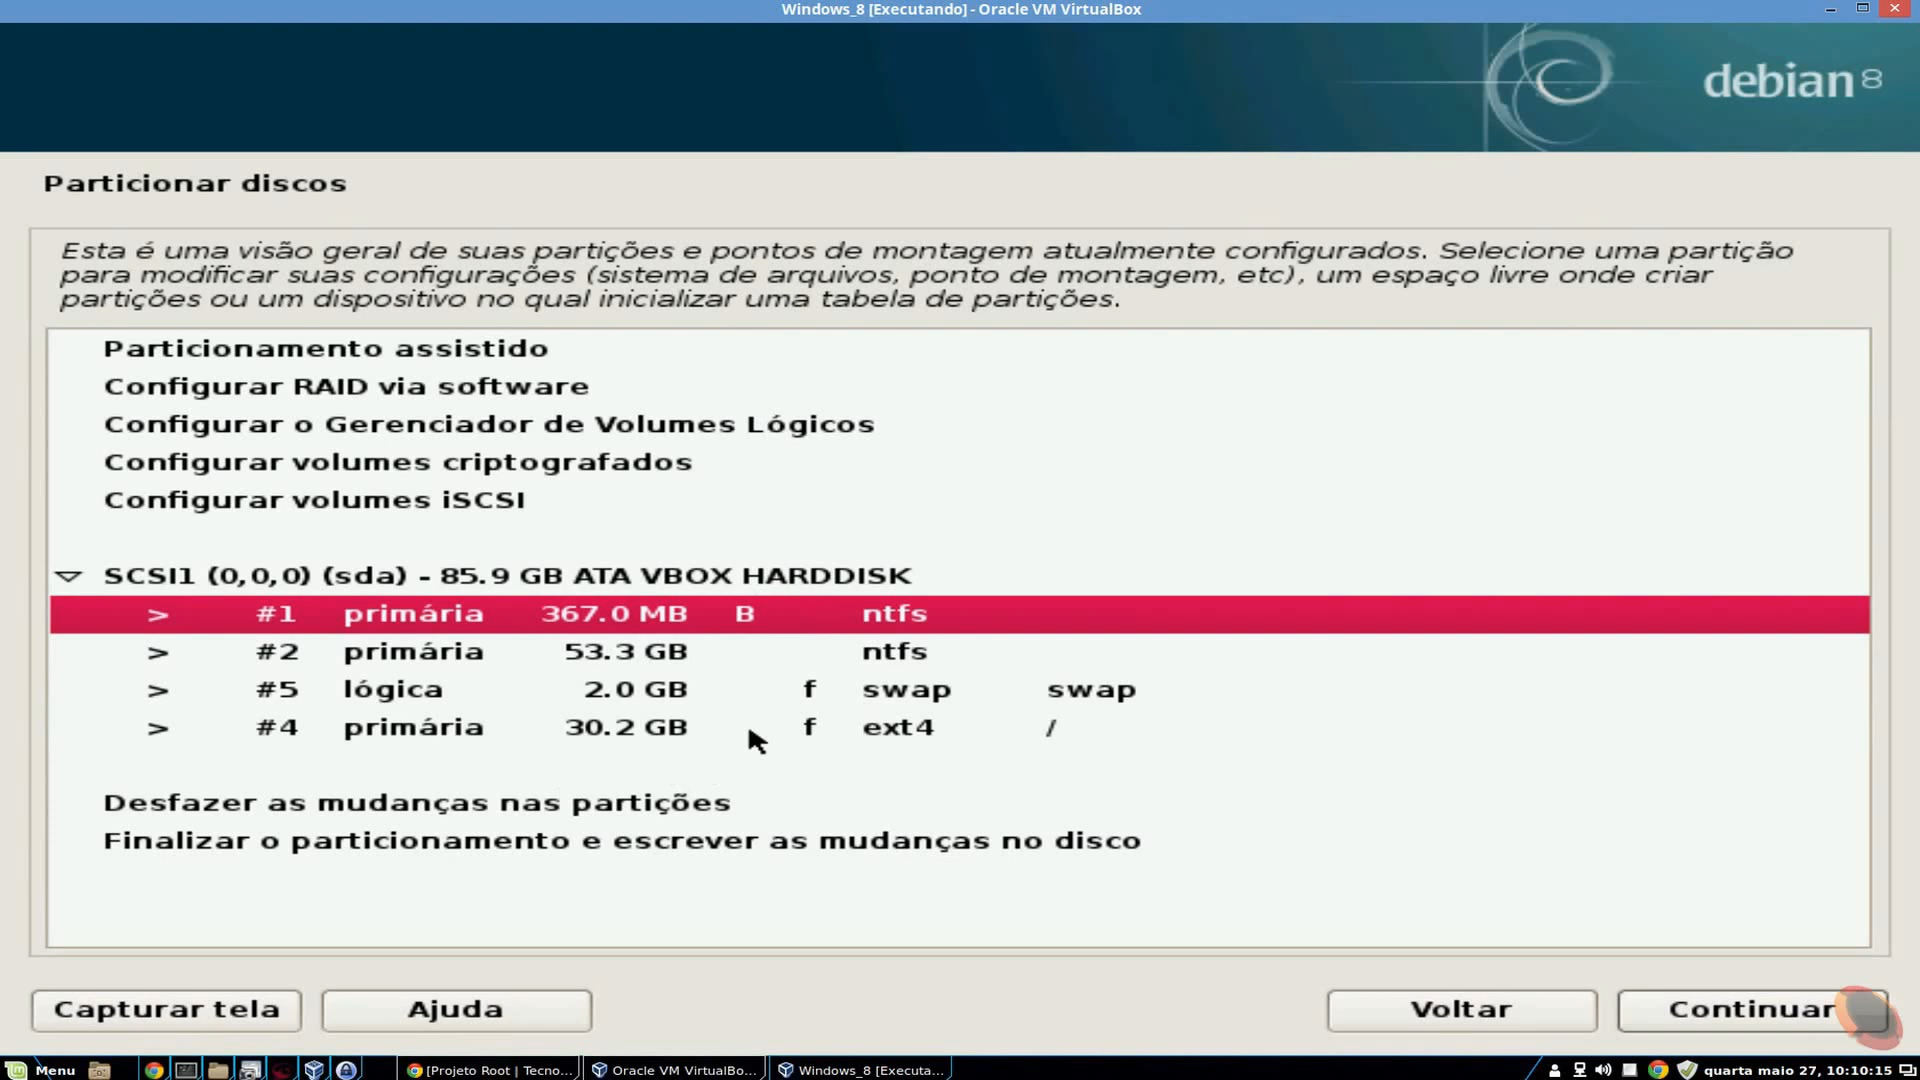 Windows_8 [Executando] - Oracle VM VirtualBox
debian 8
Particionar discos
Esta é uma visão geral de suas partições e pontos de montagem atualmente configurados. Selecione uma partição
para modificar suas configurações (sistema de arquivos, ponto de montagem, etc), um espaço livre onde criar
partições ou um dispositivo no qual inicializar uma tabela de partições.
Particionamento assistido
Configurar RAID via software
Configurar o Gerenciador de Volumes Lógicos
Configurar volumes criptografados
Configurar volumes iSCSI
SCSI1 (0,0,0) (sda) - 85.9 GB ATA VBOX HARDDISK
> #1 primária 367.0 MB B ntfs
> #2 primária 53.3 GB ntfs
> #5 lógica 2.0 GB f swap swap
> #4 primária 30.2 GB f ext4 /
Desfazer as mudanças nas partições
Finalizar o particionamento e escrever as mudanças no disco
Capturar tela Ajuda Voltar Continuar
Menu [Projeto Root | Tecno... Oracle VM VirtualBo... Windows_8 [Executa... quarta maio 27, 10:10:15